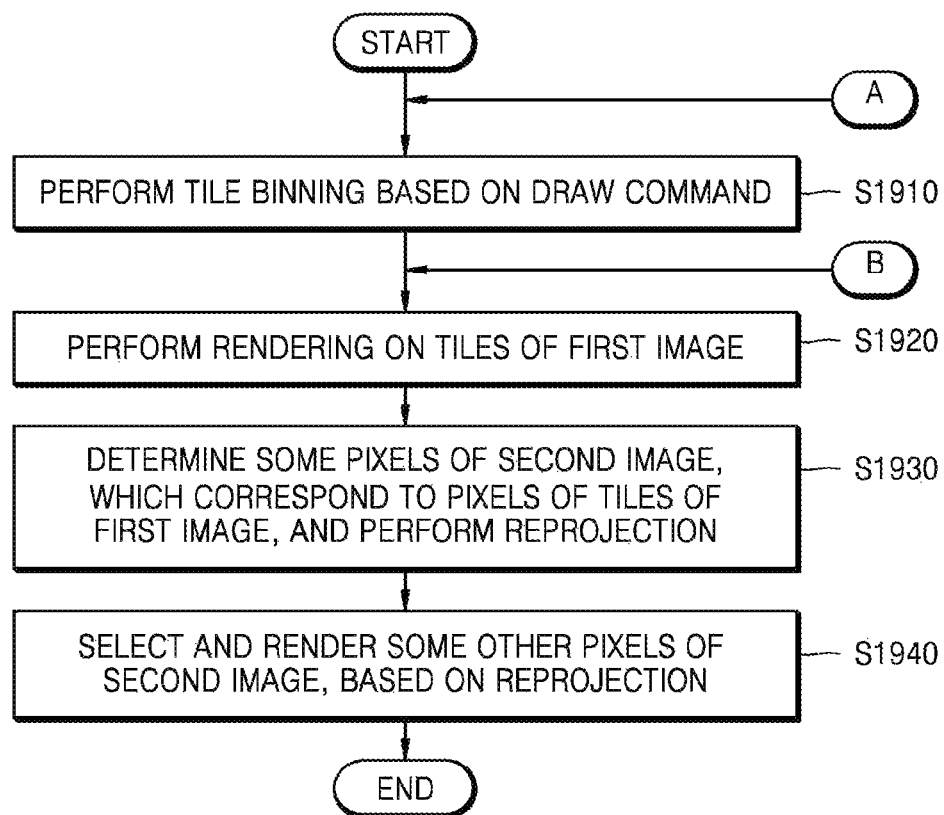 START
A
PERFORM TILE BINNING BASED ON DRAW COMMAND
S1910
B
PERFORM RENDERING ON TILES OF FIRST IMAGE
S1920
DETERMINE SOME PIXELS OF SECOND IMAGE,
WHICH CORRESPOND TO PIXELS OF TILES OF
FIRST IMAGE, AND PERFORM REPROJECTION
S1930
SELECT AND RENDER SOME OTHER PIXELS OF
SECOND IMAGE, BASED ON REPROJECTION
S1940
END